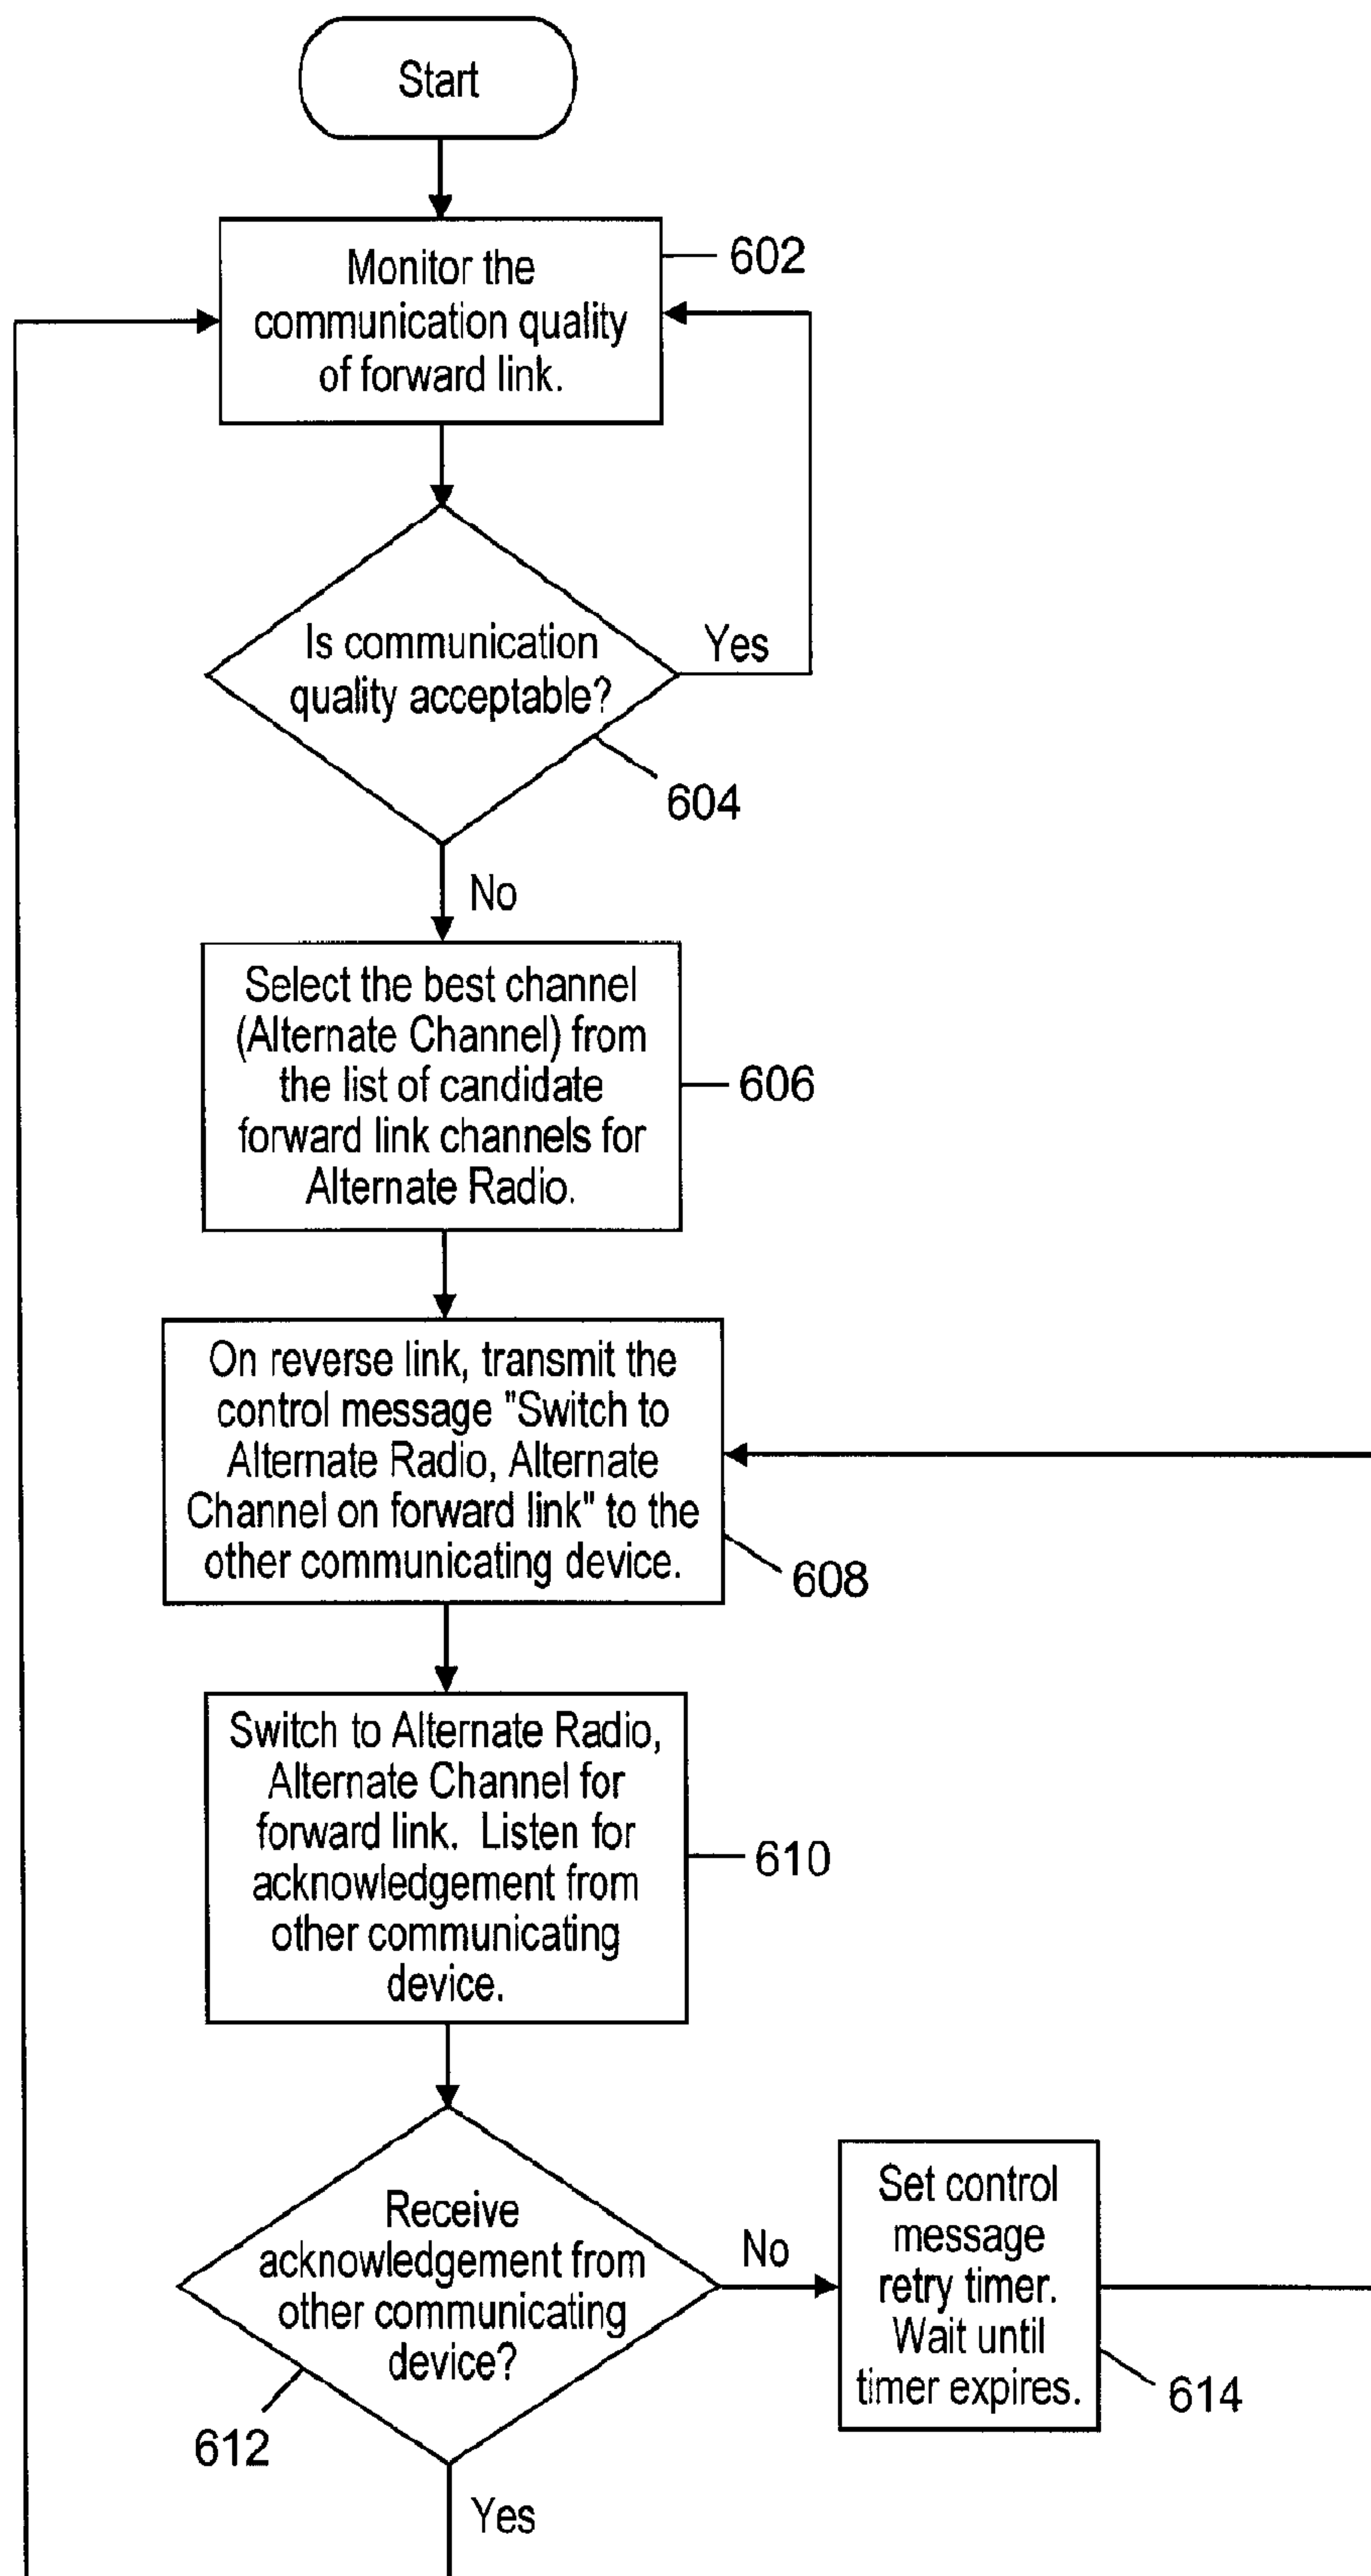 Start
Monitor the
communication quality
of forward link.
602
Is communication
quality acceptable?
Yes
604
No
Select the best channel
(Alternate Channel) from
the list of candidate
forward link channels for
Alternate Radio.
606
On reverse link, transmit the
control message "Switch to
Alternate Radio, Alternate
Channel on forward link" to the
other communicating device.
608
Switch to Alternate Radio,
Alternate Channel for
forward link. Listen for
acknowledgement from
other communicating
device.
610
Receive
acknowledgement from
other communicating
device?
612
No
Set control
message
retry timer.
Wait until
timer expires.
614
Yes